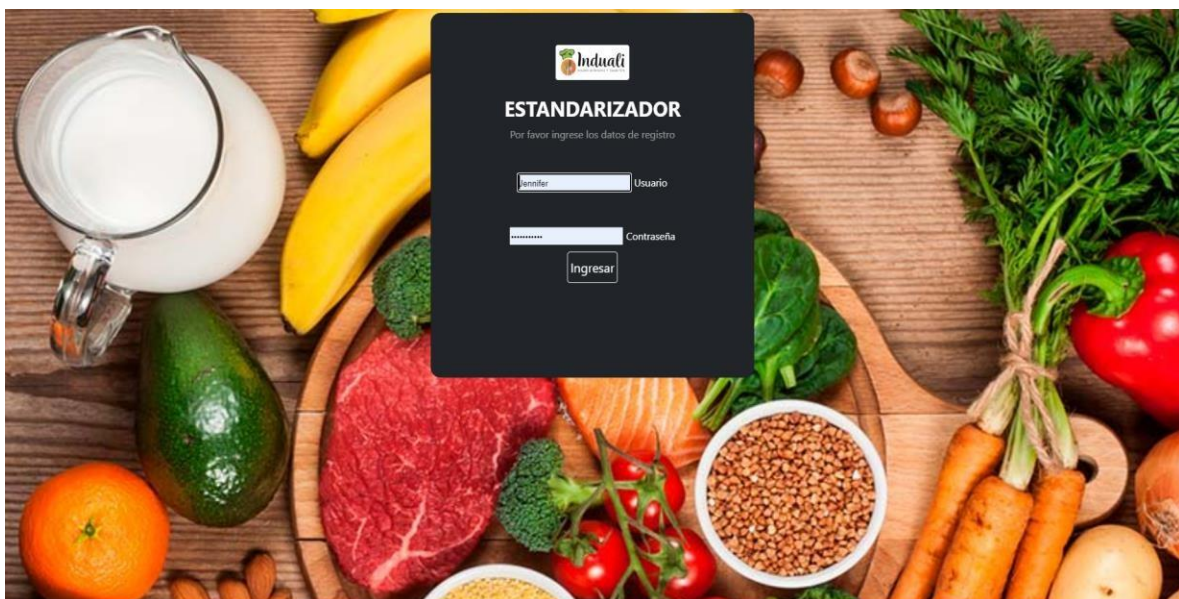 Induali
ESTANDARIZADOR
Por favor ingrese los datos de registro
Jennifer Usuario
••••••••••• Contraseña
Ingresar